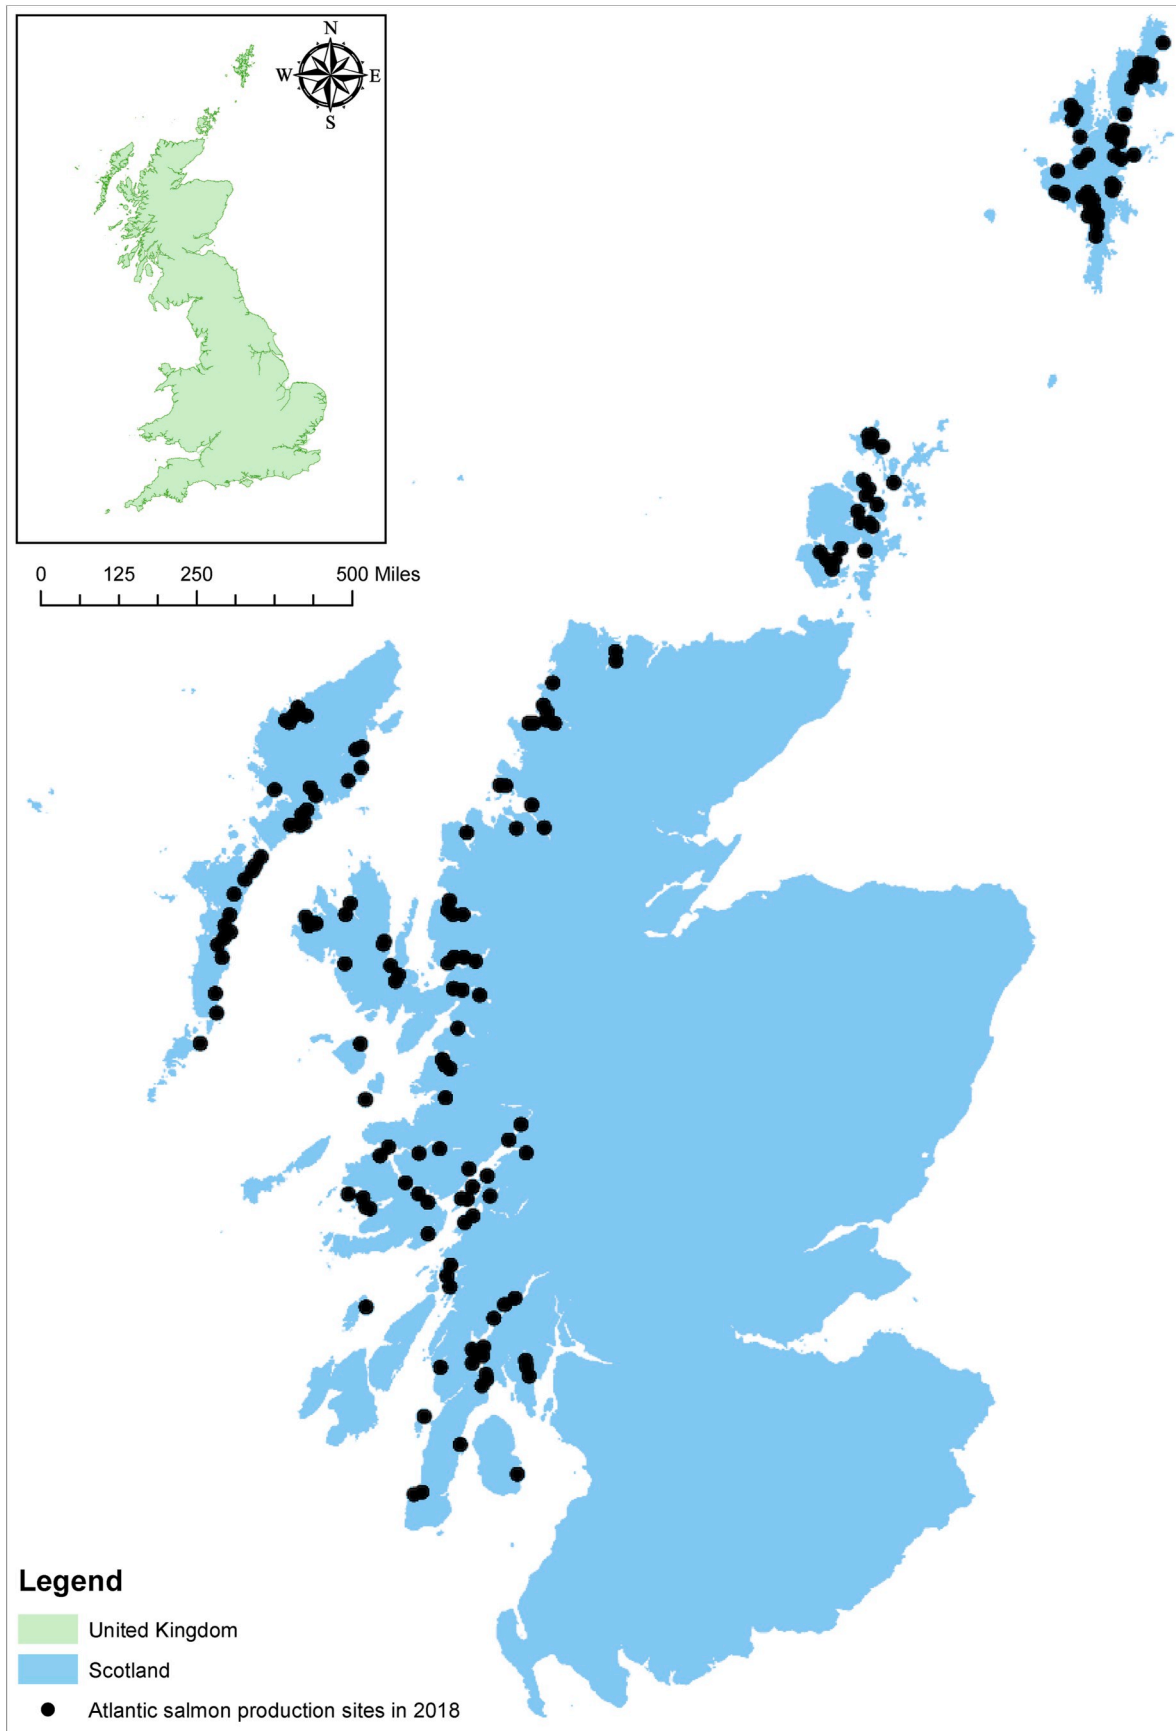 N
W E
S
0 125 250 500 Miles
Legend
United Kingdom
Scotland
Atlantic salmon production sites in 2018